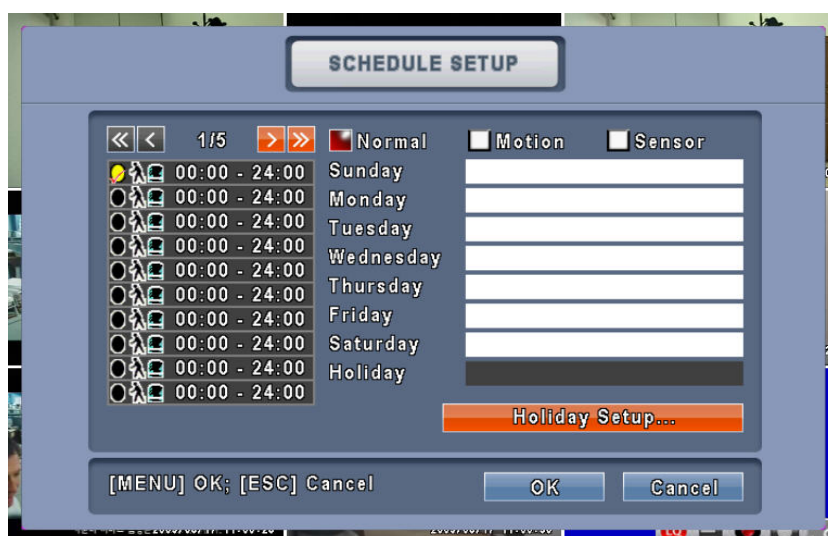 SCHEDULE SETUP
1/5
Normal
Motion
Sensor
00:00 - 24:00
Sunday
00:00 - 24:00
Monday
00:00 - 24:00
Tuesday
00:00 - 24:00
Wednesday
00:00 - 24:00
Thursday
00:00 - 24:00
Friday
00:00 - 24:00
Saturday
00:00 - 24:00
Holiday
00:00 - 24:00
00:00 - 24:00
Holiday Setup...
[MENU] OK; [ESC] Cancel
OK
Cancel